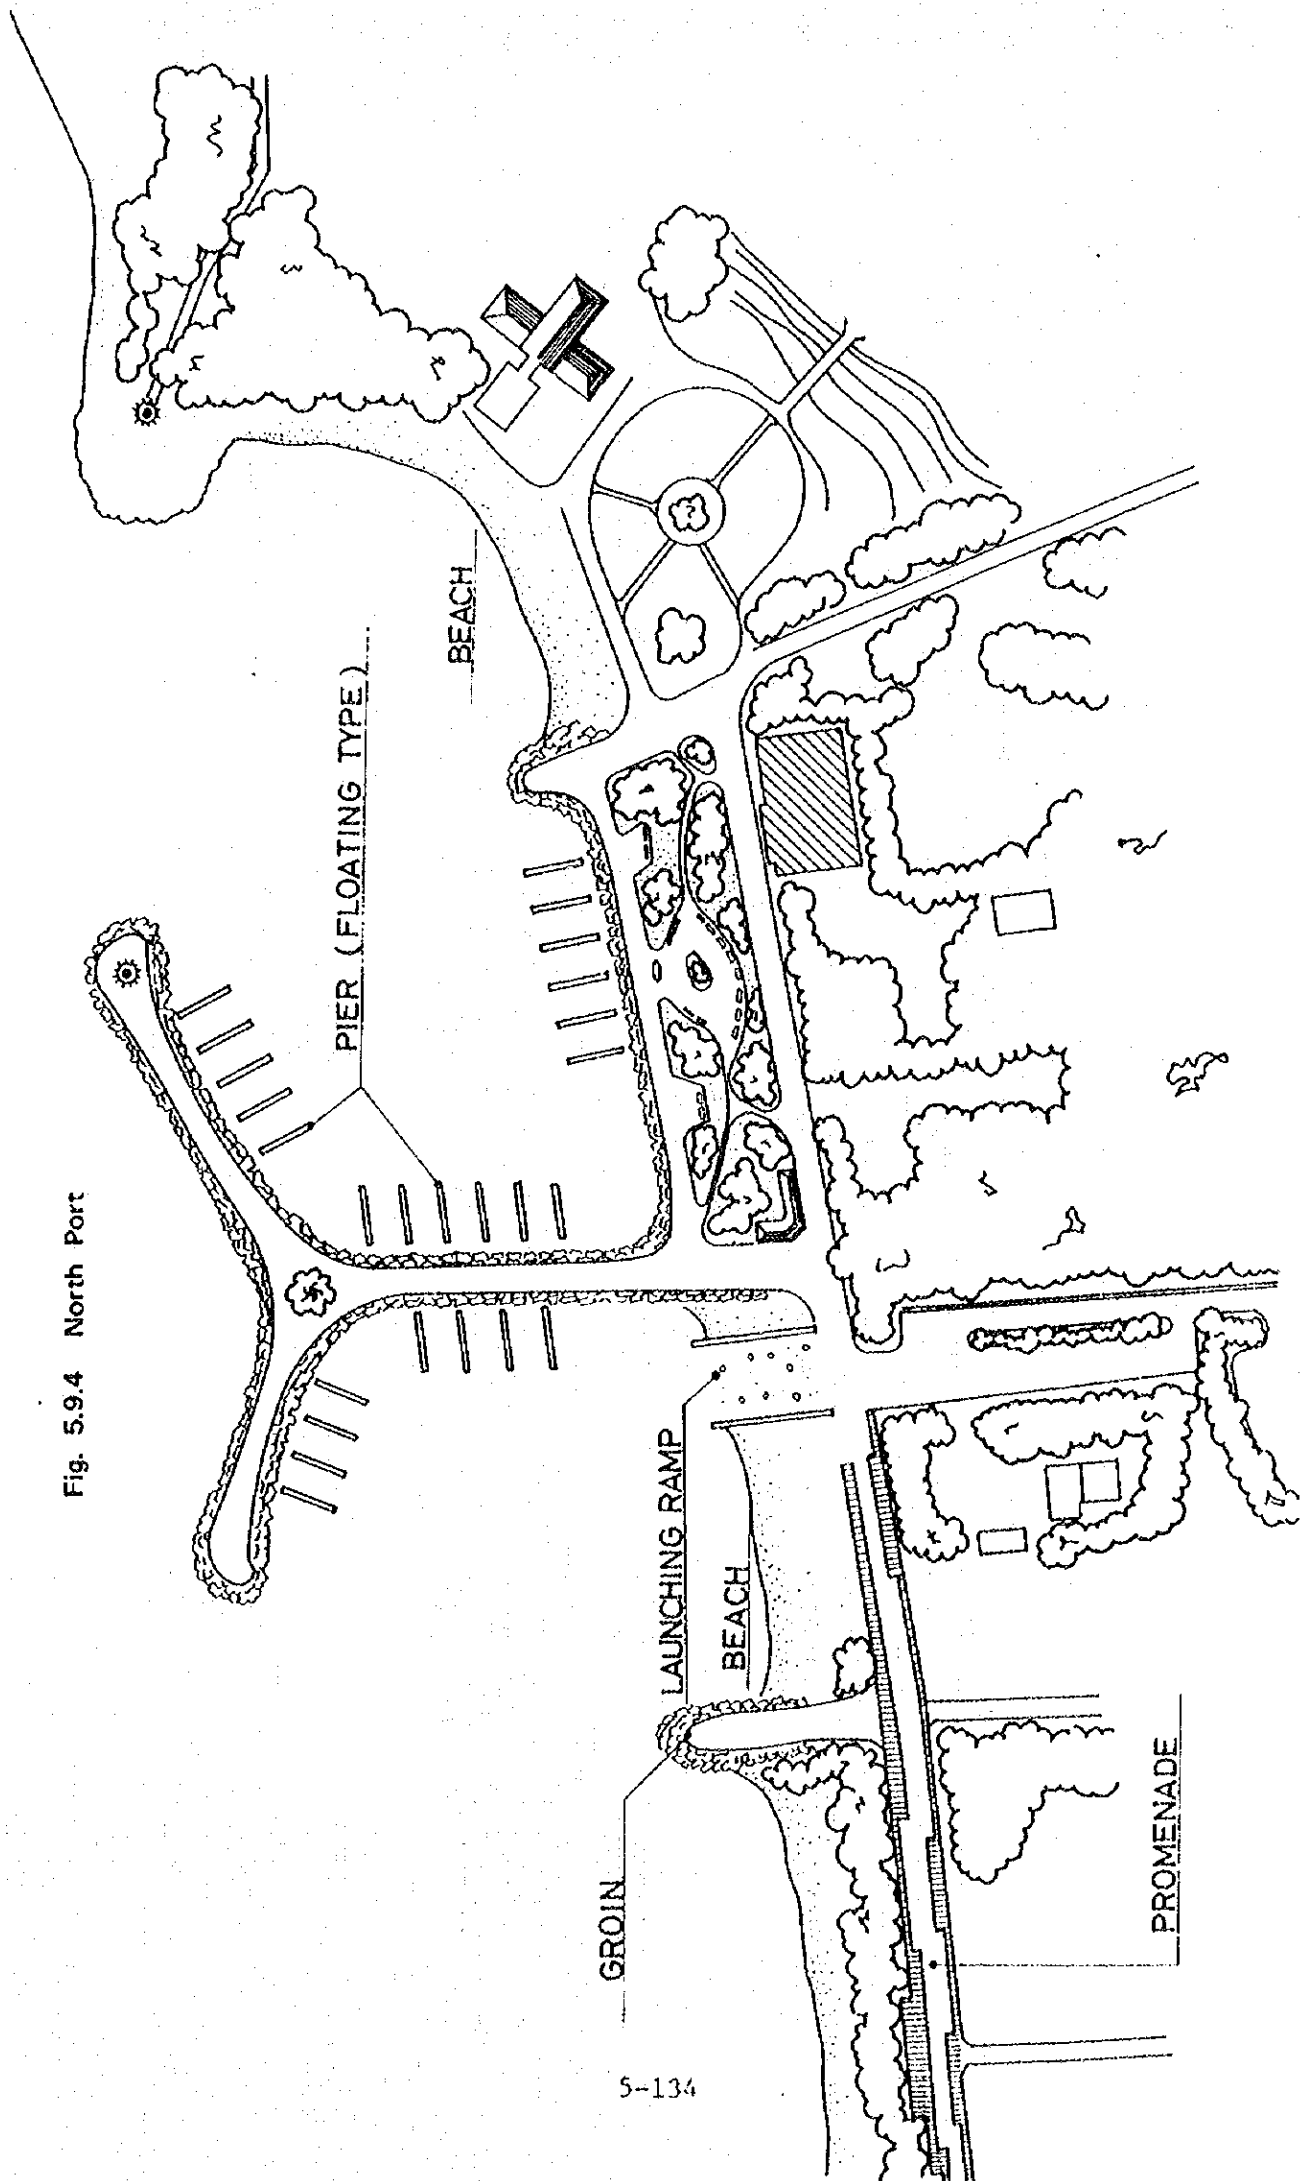 Fig. 5.9.4 North Port
PIER (FLOATING TYPE)
BEACH
LAUNCHING RAMP
BEACH
GROIN
PROMENADE
5-134